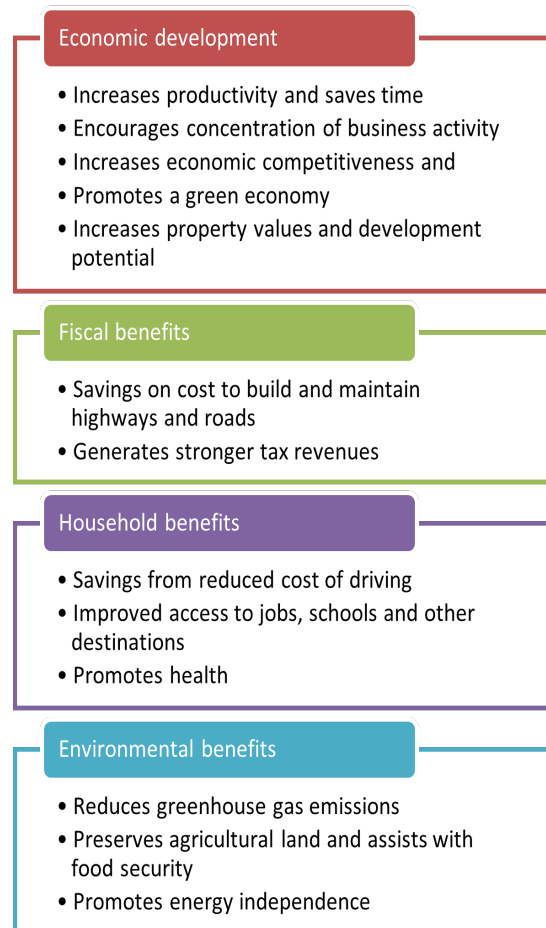 Economic development
• Increases productivity and saves time
• Encourages concentration of business activity
• Increases economic competitiveness and
• Promotes a green economy
• Increases property values and development
potential
Fiscal benefits
• Savings on cost to build and maintain
highways and roads
• Generates stronger tax revenues
Household benefits
• Savings from reduced cost of driving
• Improved access to jobs, schools and other
destinations
• Promotes health
Environmental benefits
• Reduces greenhouse gas emissions
• Preserves agricultural land and assists with
food security
• Promotes energy independence